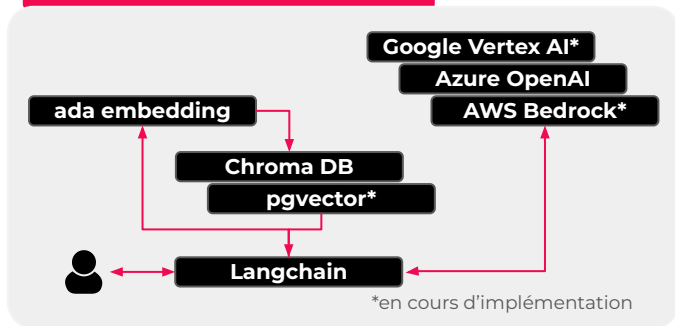 Google Vertex AI*
Azure OpenAI
ada embedding
AWS Bedrock*
Chroma DB
pgvector*
Langchain
*en cours d’implémentation